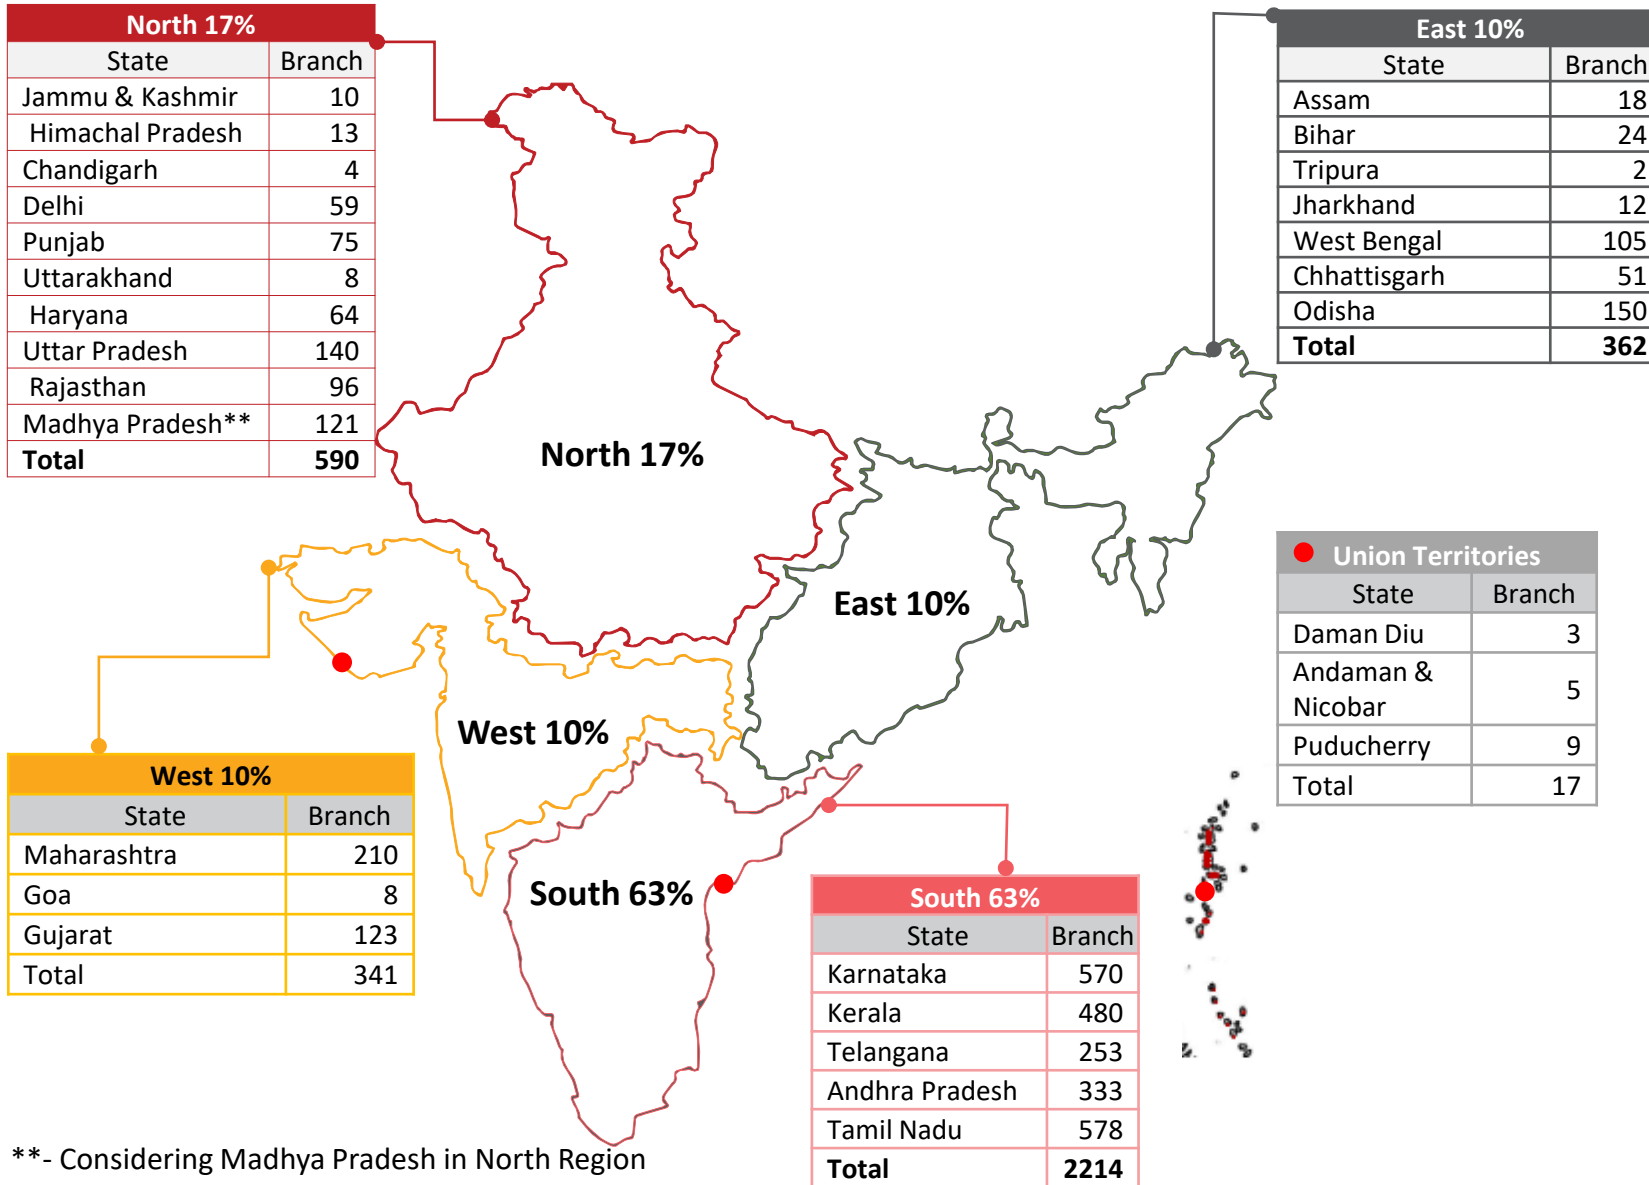 North 17%
State Branch
Jammu & Kashmir 10
Himachal Pradesh 13
Chandigarh 4
Delhi 59
Punjab 75
Uttarakhand 8
Haryana 64
Uttar Pradesh 140
Rajasthan 96
Madhya Pradesh** 121
Total 590
East 10%
State Branch
Assam 18
Bihar 24
Tripura 2
Jharkhand 12
West Bengal 105
Chhattisgarh 51
Odisha 150
Total 362
North 17%
East 10%
West 10%
South 63%
Union Territories
State Branch
Daman Diu 3
Andaman &
Nicobar 5
Puducherry 9
Total 17
West 10%
State Branch
Maharashtra 210
Goa 8
Gujarat 123
Total 341
South 63%
State Branch
Karnataka 570
Kerala 480
Telangana 253
Andhra Pradesh 333
Tamil Nadu 578
Total 2214
**- Considering Madhya Pradesh in North Region